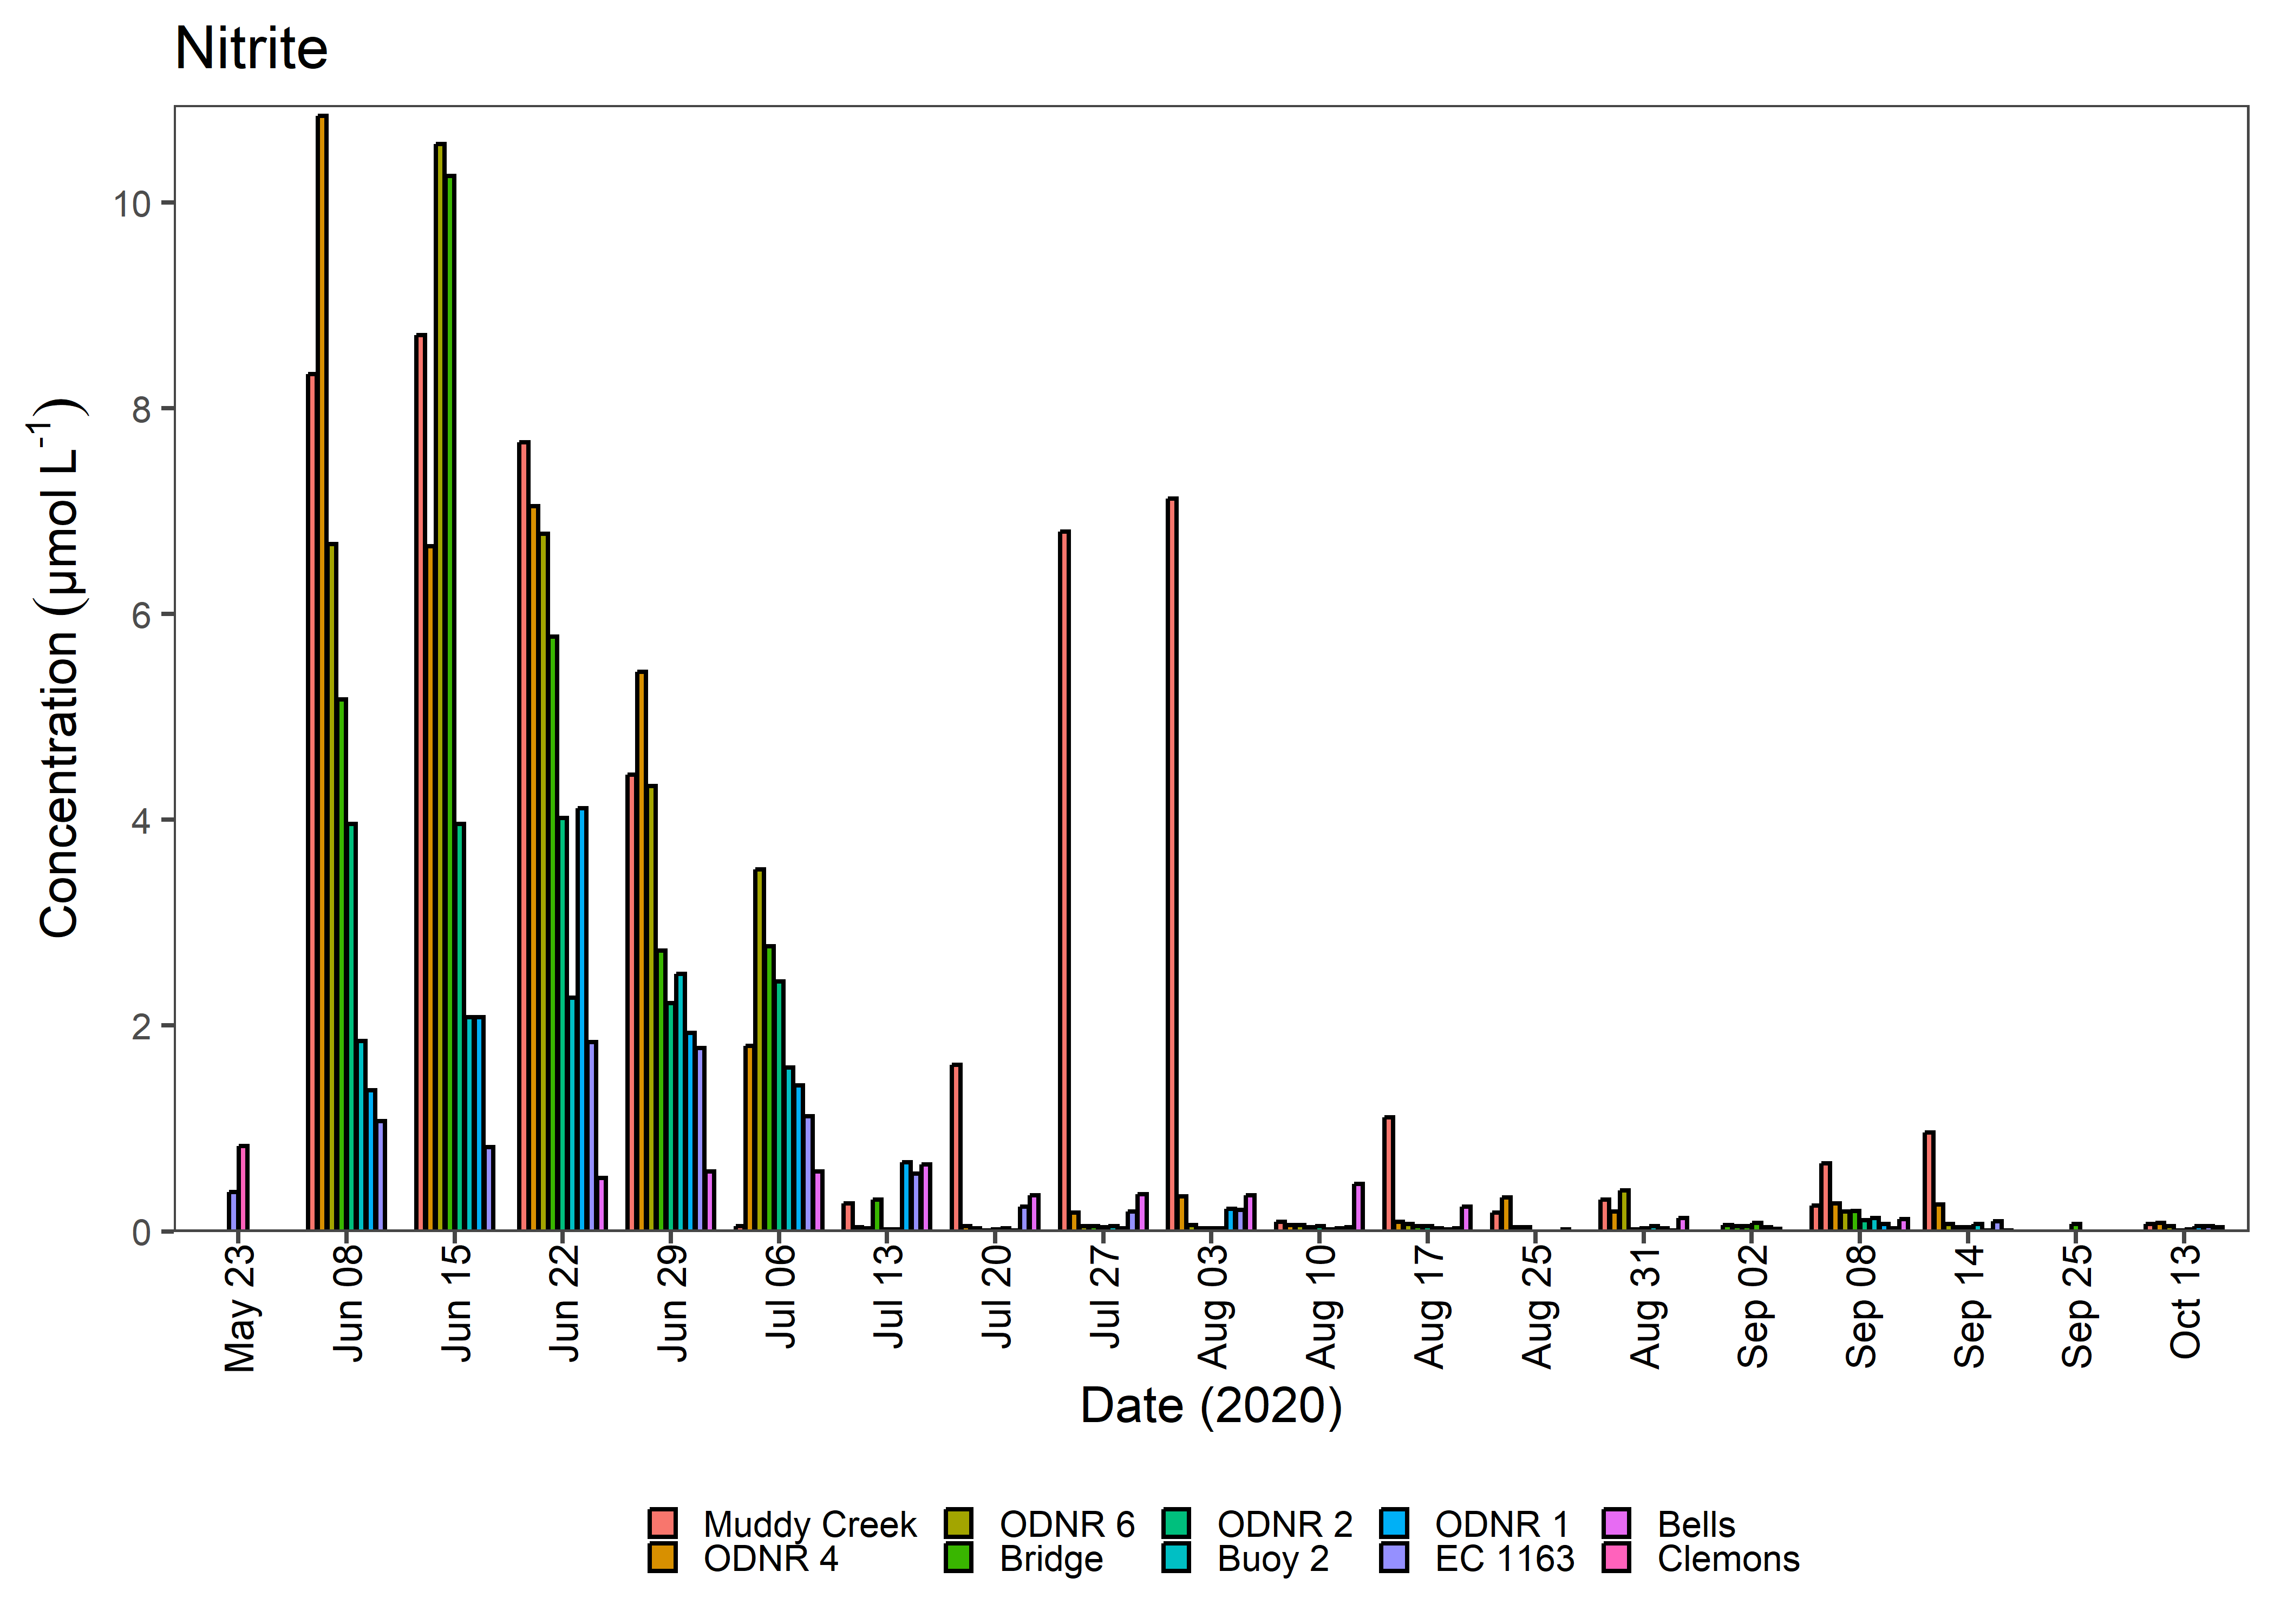 Nitrite
Concentration (μmol L-1)
10
8
6
4
2
0
May 23
Jun 08
Jun 15
Jun 22
Jun 29
Jul 06
Jul 13
Jul 20
Jul 27
Aug 03
Aug 10
Aug 17
Aug 25
Aug 31
Sep 02
Sep 08
Sep 14
Sep 25
Oct 13
Date (2020)
Muddy Creek ODNR 6 ODNR 2 ODNR 1 Bells
ODNR 4 Bridge Buoy 2 EC 1163 Clemons